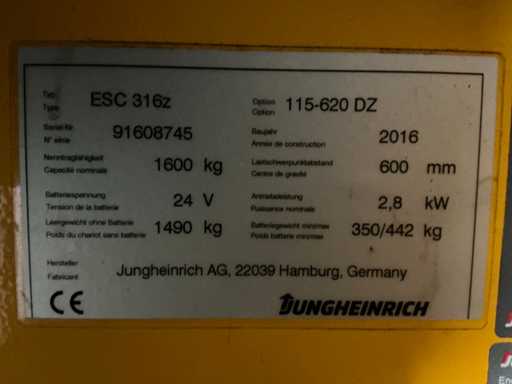 Typ ESC 316z Option 115-620 DZ
Type Option
Serial-Nr. 91608745 Baujahr 2016
N° série Année de construction
Nenntragfähigkeit 1600 kg Lastschwerpunktabstand 600 mm
Capacité nominale Centre de gravité
Batteriespannung 24 V Antriebsleistung 2,8 kW
Tension de la batterie Puissance nominale
Leergewicht ohne Batterie 1490 kg Batteriegewicht min/max 350/442 kg
Poids du chariot sans batterie Poids batterie min/max
Hersteller Jungheinrich AG, 22039 Hamburg, Germany
Fabricant
CE JUNGHEINRICH